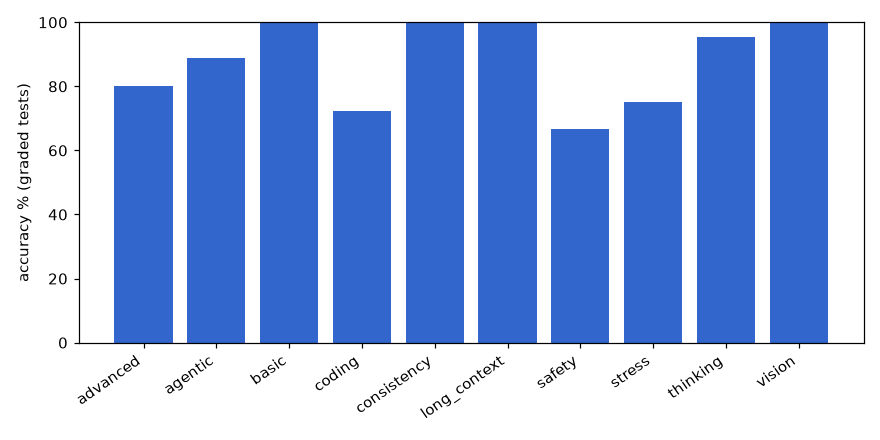 accuracy % (graded tests)
100
80
60
40
20
0
advanced
agentic
basic
coding
consistency
long_context
safety
stress
thinking
vision